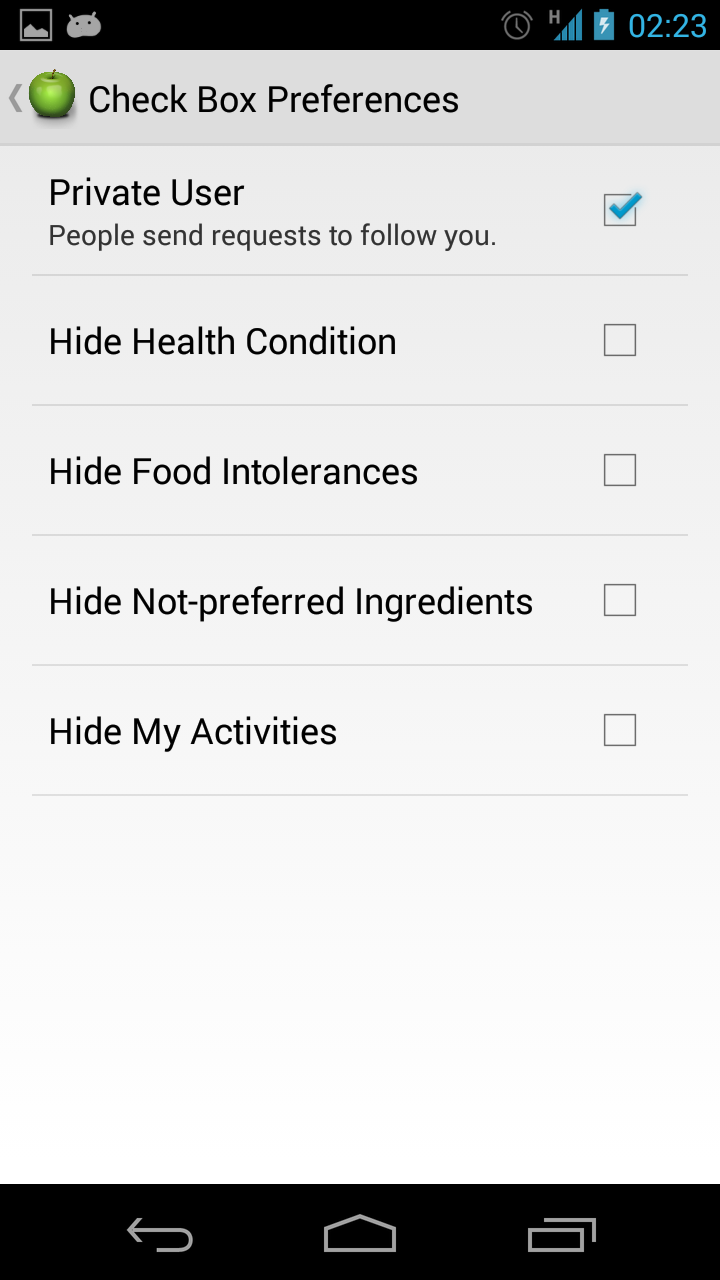 H 02:23
Check Box Preferences
Private User
People send requests to follow you.
Hide Health Condition
Hide Food Intolerances
Hide Not-preferred Ingredients
Hide My Activities